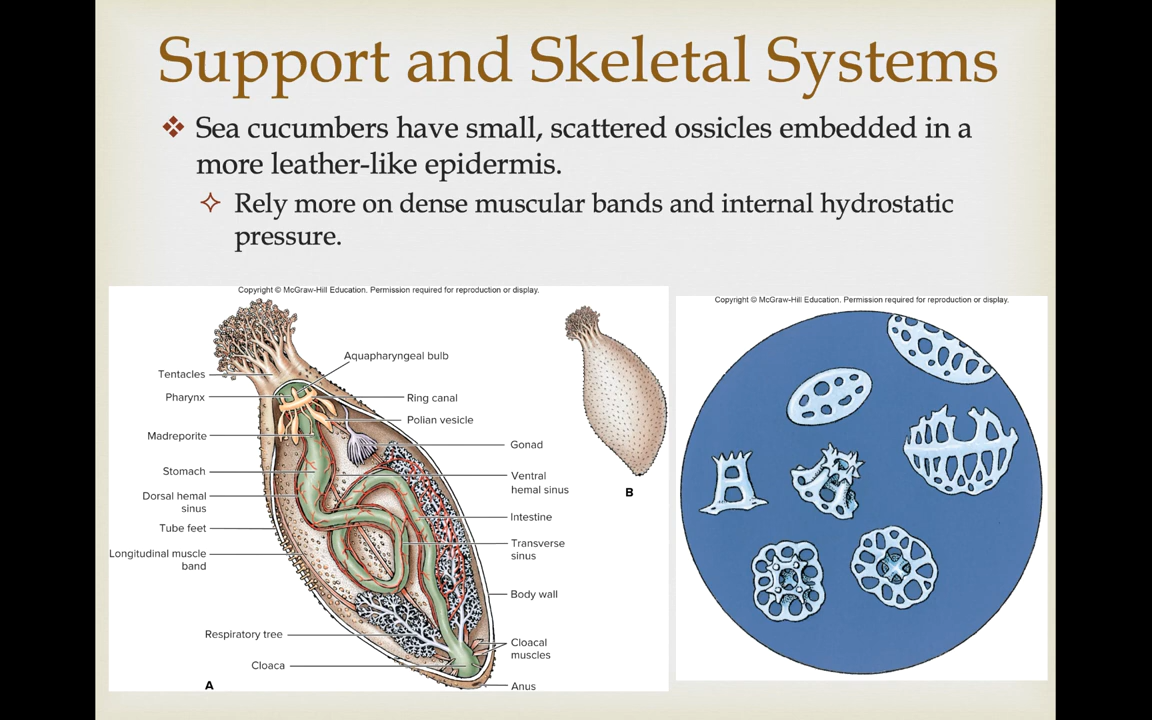 Support and Skeletal Systems
Sea cucumbers have small, scattered ossicles embedded in a
more leather-like epidermis.
Rely more on dense muscular bands and internal hydrostatic
pressure.
Copyright © McGraw-Hill Education. Permission required for reproduction or display.
Tentacles
Pharynx
Madreporite
Stomach
Dorsal hemal
sinus
Tube feet
Longitudinal muscle
band
Respiratory tree
Cloaca
A
Aquapharyngeal bulb
Ring canal
Polian vesicle
Gonad
Ventral
hemal sinus
Intestine
Transverse
sinus
Body wall
Cloacal
muscles
Anus
B
Copyright © McGraw-Hill Education. Permission required for reproduction or display.